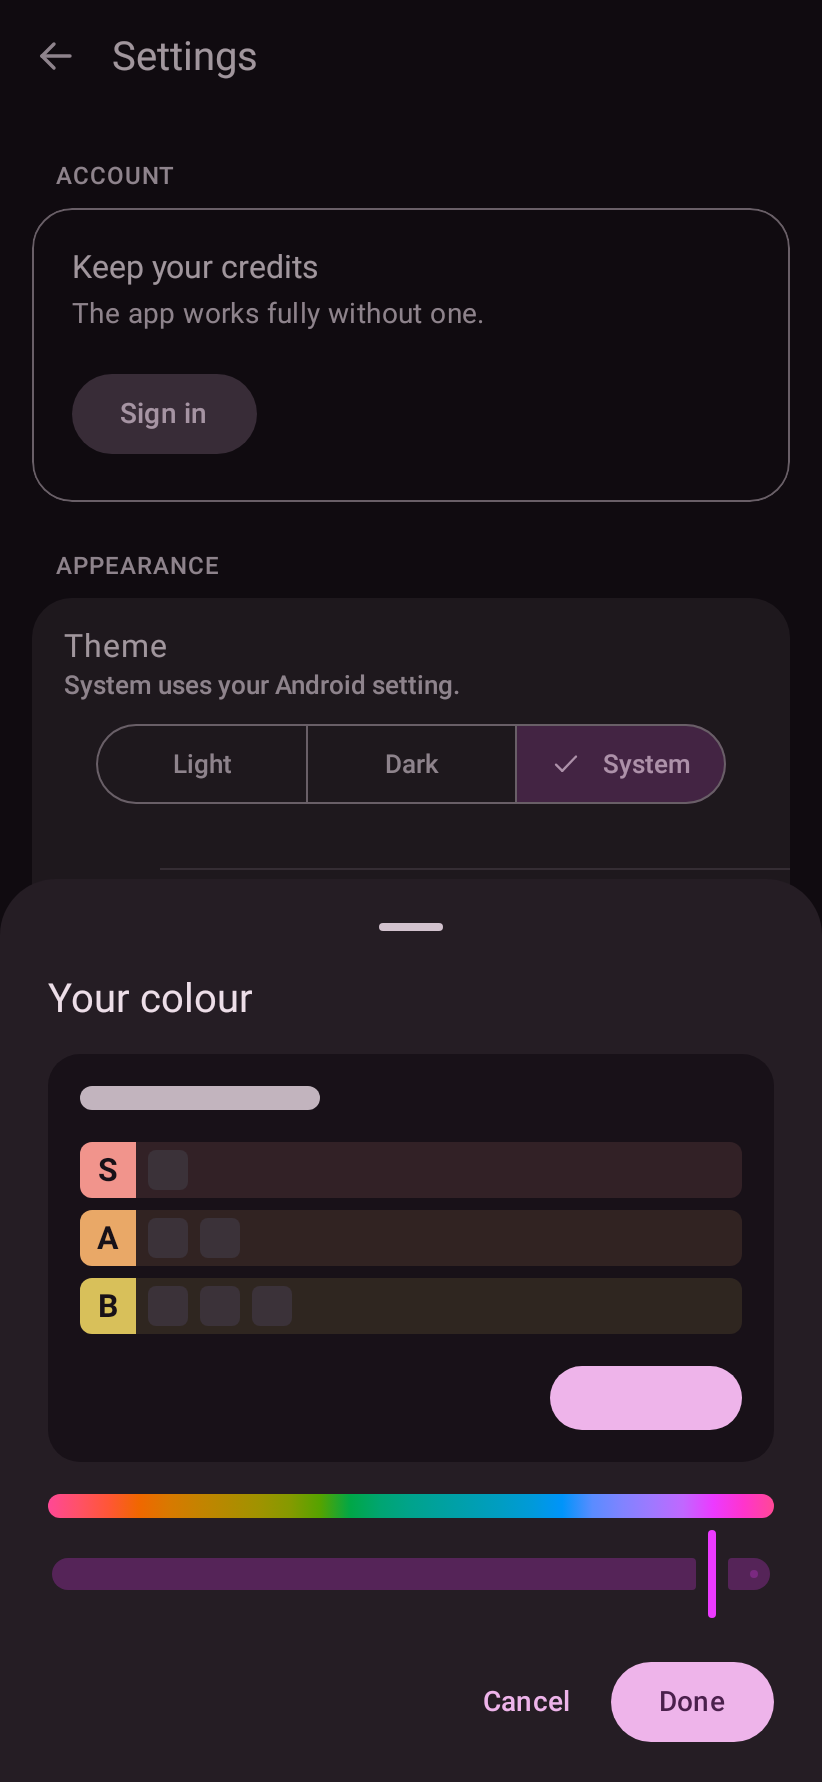 Settings
ACCOUNT
Keep your credits
The app works fully without one.
Sign in
APPEARANCE
Theme
System uses your Android setting.
Light
Dark
System
Your colour
S
A
B
Cancel
Done